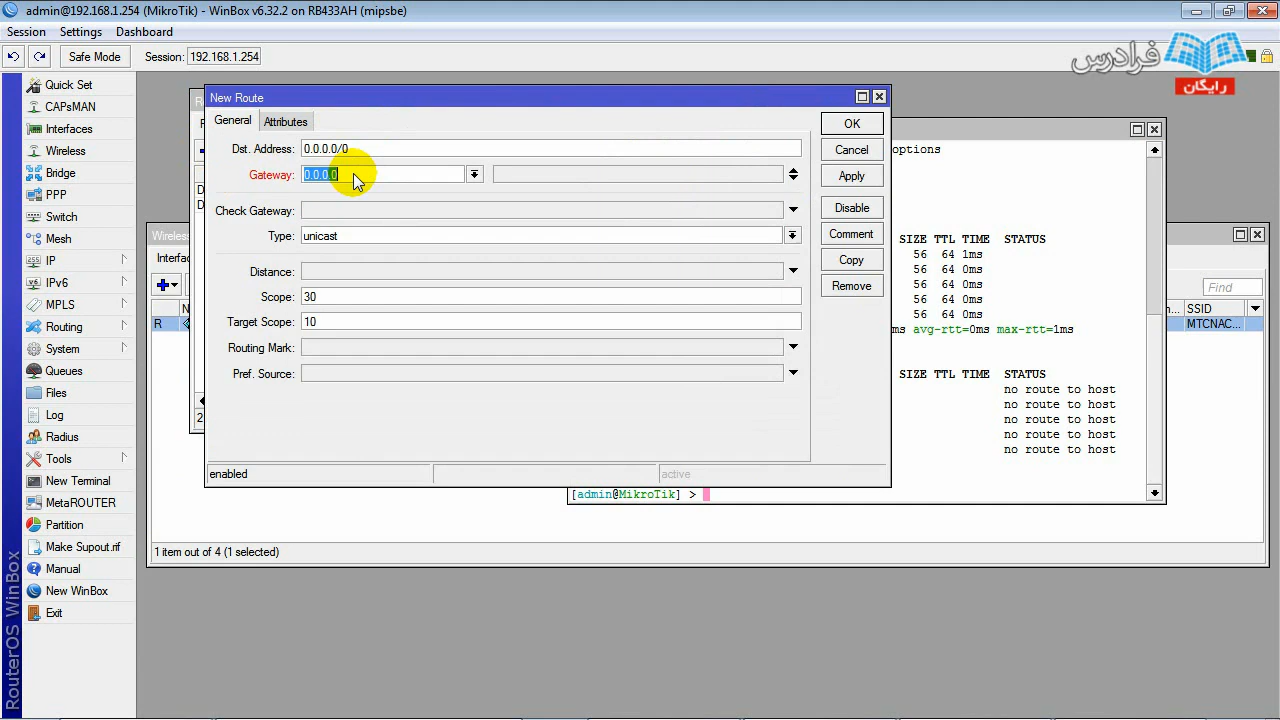 admin@192.168.1.254 (MikroTik) - WinBox v6.32.2 on RB433AH (mipsbe)
Session Settings Dashboard
Safe Mode Session: 192.168.1.254
فرادرس
رایگان
Quick Set
CAPsMAN
Interfaces
Wireless
Bridge
PPP
Switch
Mesh
IP
IPv6
MPLS
Routing
System
Queues
Files
Log
Radius
Tools
New Terminal
MetaROUTER
Partition
Make Supout.rif
Manual
New WinBox
Exit
RouterOS WinBox
New Route
General Attributes
Dst. Address: 0.0.0.0/0
Gateway: 0.0.0.0
Check Gateway:
Type: unicast
Distance:
Scope: 30
Target Scope: 10
Routing Mark:
Pref. Source:
enabled active
OK
Cancel
Apply
Disable
Comment
Copy
Remove
options
SIZE TTL TIME STATUS
56 64 1ms
56 64 0ms
56 64 0ms
56 64 0ms
56 64 0ms
ms avg-rtt=0ms max-rtt=1ms
SIZE TTL TIME STATUS
no route to host
no route to host
no route to host
no route to host
no route to host
[admin@MikroTik] >
Wireless
Interfa
Find
SSID
R MTCNAC...
1 item out of 4 (1 selected)